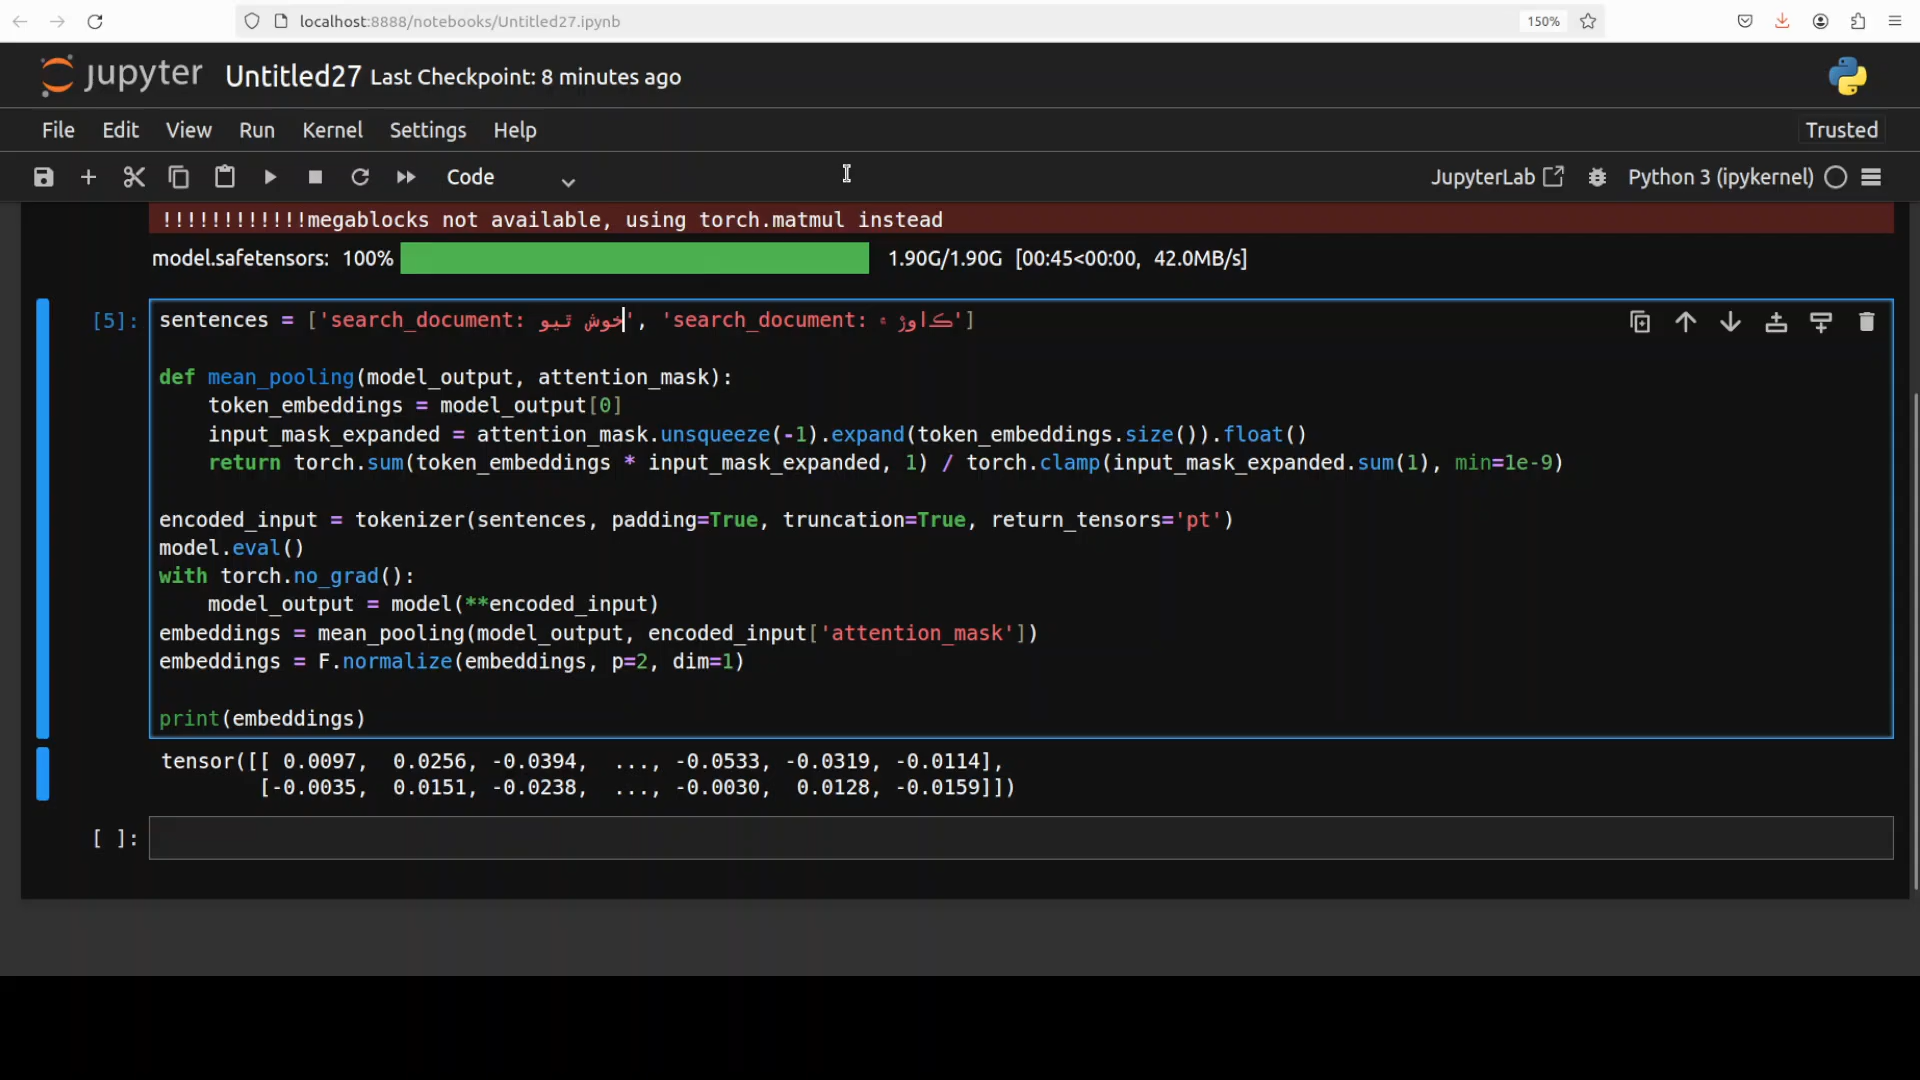 localhost:8888/notebooks/Untitled27.ipynb 150%
jupyter Untitled27 Last Checkpoint: 8 minutes ago
File Edit View Run Kernel Settings Help Trusted
Code JupyterLab Python 3 (ipykernel)
!!!!!!!!!!!!megablocks not available, using torch.matmul instead
model.safetensors: 100% 1.90G/1.90G [00:45<00:00, 42.0MB/s]
[5]: sentences = ['search_document: خوش ٿيو', 'search_document: ڪاوڙ ۾']
def mean_pooling(model_output, attention_mask):
    token_embeddings = model_output[0]
    input_mask_expanded = attention_mask.unsqueeze(-1).expand(token_embeddings.size()).float()
    return torch.sum(token_embeddings * input_mask_expanded, 1) / torch.clamp(input_mask_expanded.sum(1), min=1e-9)
encoded_input = tokenizer(sentences, padding=True, truncation=True, return_tensors='pt')
model.eval()
with torch.no_grad():
    model_output = model(**encoded_input)
embeddings = mean_pooling(model_output, encoded_input['attention_mask'])
embeddings = F.normalize(embeddings, p=2, dim=1)
print(embeddings)
tensor([[ 0.0097,  0.0256, -0.0394,  ..., -0.0533, -0.0319, -0.0114],
        [-0.0035,  0.0151, -0.0238,  ..., -0.0030,  0.0128, -0.0159]])
[ ]: